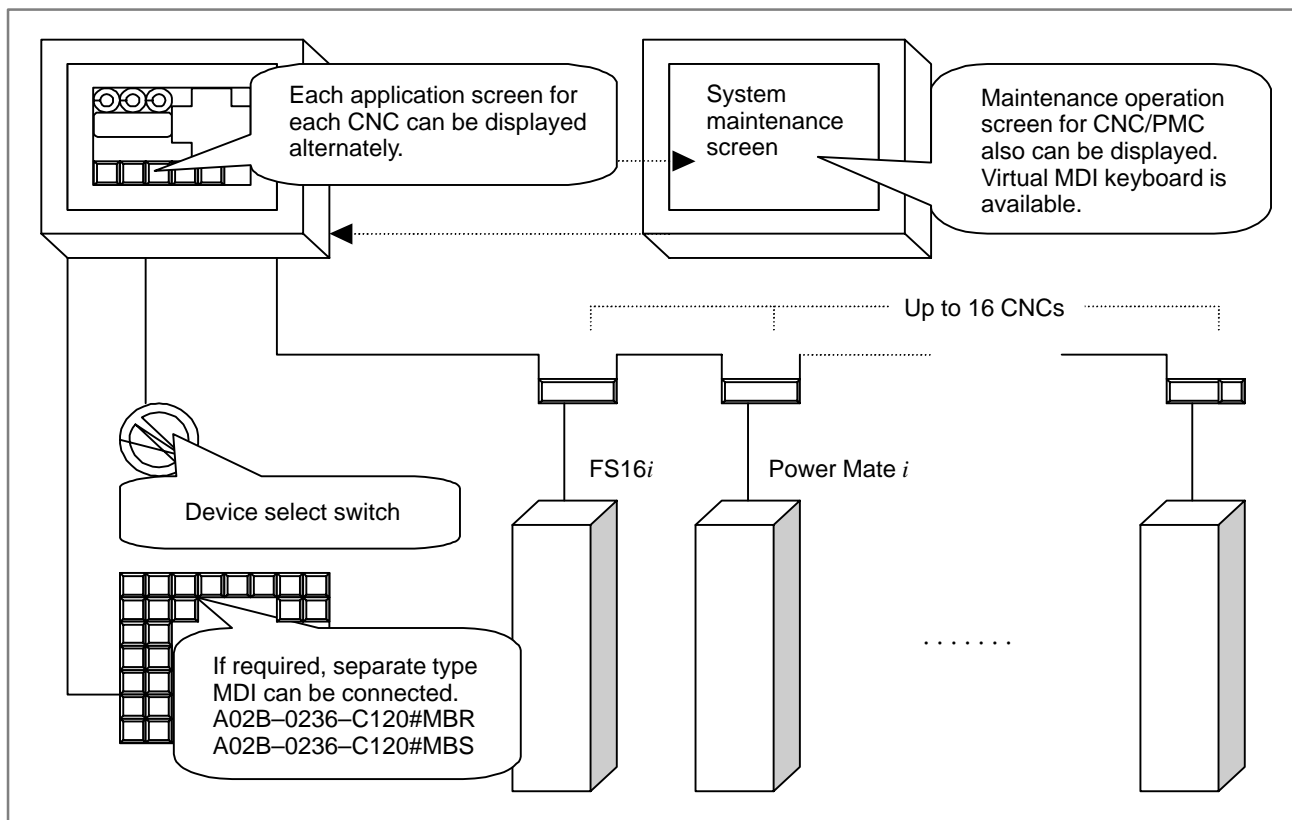 Each application screen for
each CNC can be displayed
alternately.
System
maintenance
screen
Maintenance operation
screen for CNC/PMC
also can be displayed.
Virtual MDI keyboard is
available.
Up to 16 CNCs
FS16i
Power Mate i
Device select switch
. . . . . . .
If required, separate type
MDI can be connected.
A02B–0236–C120#MBR
A02B–0236–C120#MBS